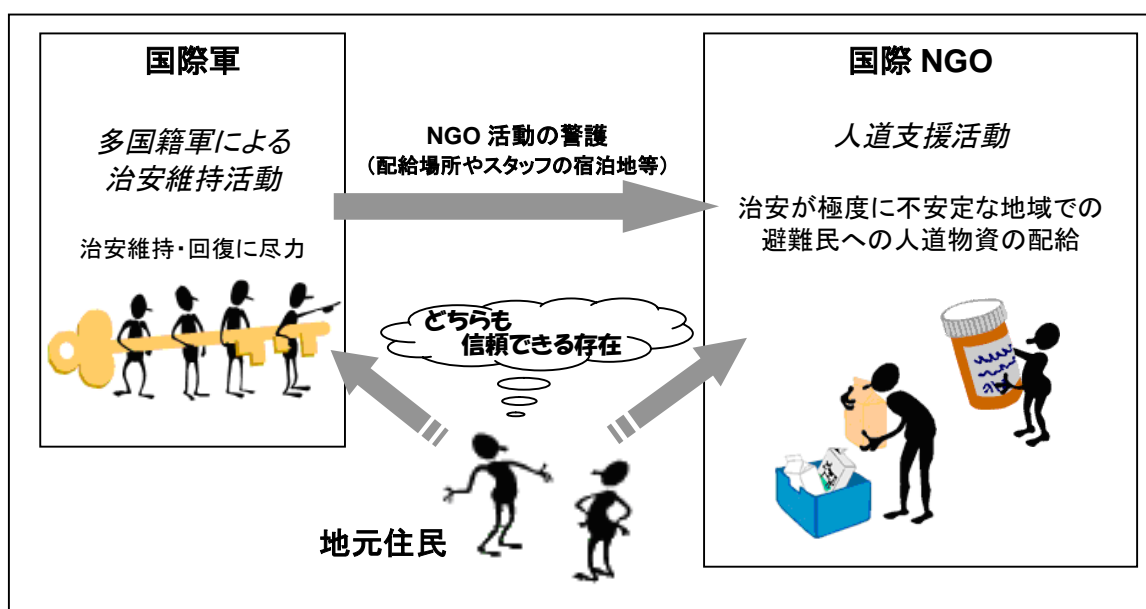 国際軍
多国籍軍による
治安維持活動
治安維持・回復に尽力
NGO 活動の警護
（配給場所やスタッフの宿泊地等）
国際 NGO
人道支援活動
治安が極度に不安定な地域での
避難民への人道物資の配給
どちらも
信頼できる存在
地元住民